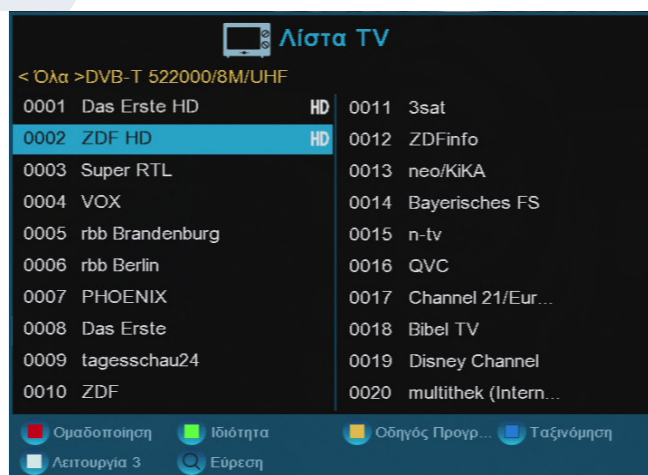 Λίστα TV
< Όλα >DVB-T 522000/8M/UHF
0001 Das Erste HD HD
0002 ZDF HD HD
0003 Super RTL
0004 VOX
0005 rbb Brandenburg
0006 rbb Berlin
0007 PHOENIX
0008 Das Erste
0009 tagesschau24
0010 ZDF
0011 3sat
0012 ZDFinfo
0013 neo/KiKA
0014 Bayerisches FS
0015 n-tv
0016 QVC
0017 Channel 21/Eur...
0018 Bibel TV
0019 Disney Channel
0020 multithek (Intern...
Ομαδοποίηση Ιδιότητα Οδηγός Προγρ... Ταξινόμηση
Λειτουργία 3 Εύρεση